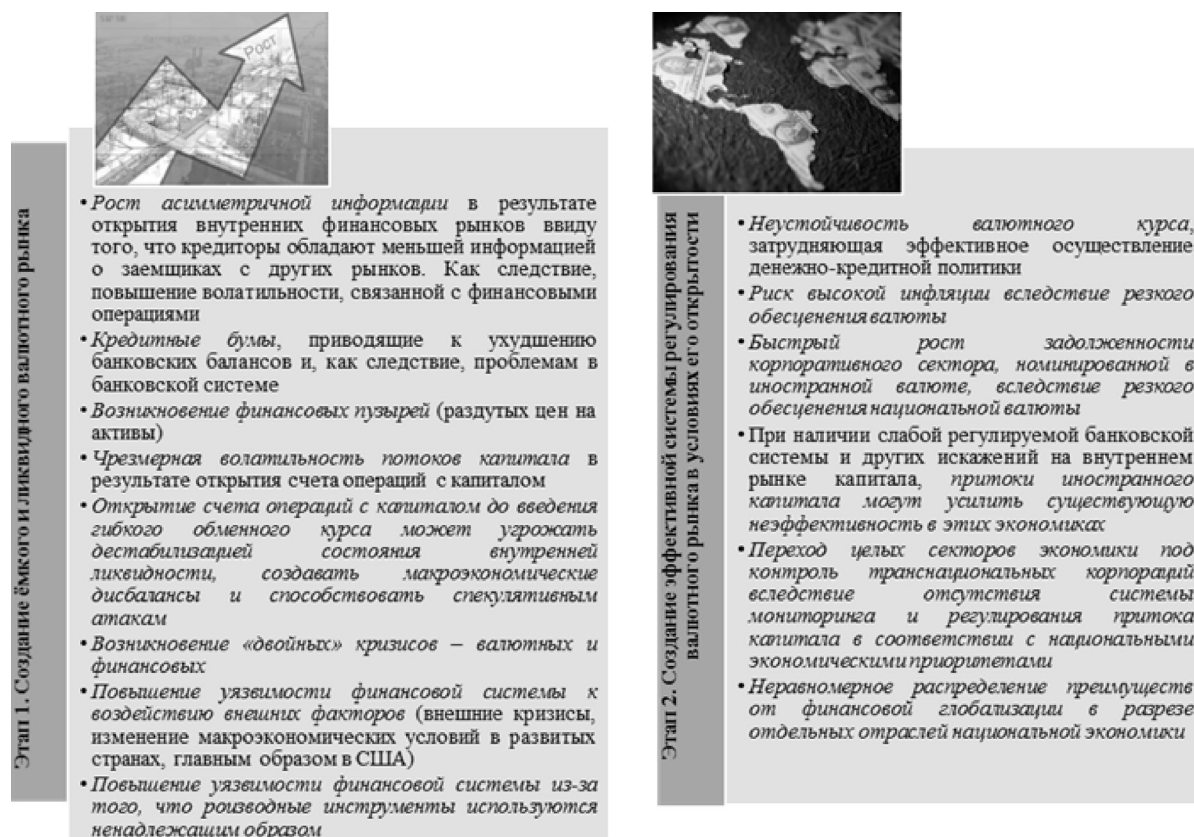 Рост
Этап 1. Создание ёмкого и ликвидного валютного рынка
• Рост асимметричной информации в результате
открытия внутренних финансовых рынков ввиду
того, что кредиторы обладают меньшей информацией
о заемщиках с других рынков. Как следствие,
повышение волатильности, связанной с финансовыми
операциями
• Кредитные бумы, приводящие к ухудшению
банковских балансов и, как следствие, проблемам в
банковской системе
• Возникновение финансовых пузырей (раздутых цен на
активы)
• Чрезмерная волатильность потоков капитала в
результате открытия счета операций с капиталом
• Открытие счета операций с капиталом до введения
гибкого обменного курса может угрожать
дестабилизацией состояния внутренней
ликвидности, создавать макроэкономические
дисбалансы и способствовать спекулятивным
атакам
• Возникновение «двойных» кризисов – валютных и
финансовых
• Повышение уязвимости финансовой системы к
воздействию внешних факторов (внешние кризисы,
изменение макроэкономических условий в развитых
странах, главным образом в США)
• Повышение уязвимости финансовой системы из-за
того, что роизводные инструменты используются
ненадлежащим образом
Этап 2. Создание эффективной системы регулирования
валютного рынка в условиях его открытости
• Неустойчивость валютного курса,
затрудняющая эффективное осуществление
денежно-кредитной политики
• Риск высокой инфляции вследствие резкого
обесценения валюты
• Быстрый рост задолженности
корпоративного сектора, номинированной в
иностранной валюте, вследствие резкого
обесценения национальной валюты
• При наличии слабой регулируемой банковской
системы и других искажений на внутреннем
рынке капитала, притоки иностранного
капитала могут усилить существующую
неэффективность в этих экономиках
• Переход целых секторов экономики под
контроль транснациональных корпораций
вследствие отсутствия системы
мониторинга и регулирования притока
капитала в соответствии с национальными
экономическими приоритетами
• Неравномерное распределение преимуществ
от финансовой глобализации в разрезе
отдельных отраслей национальной экономики